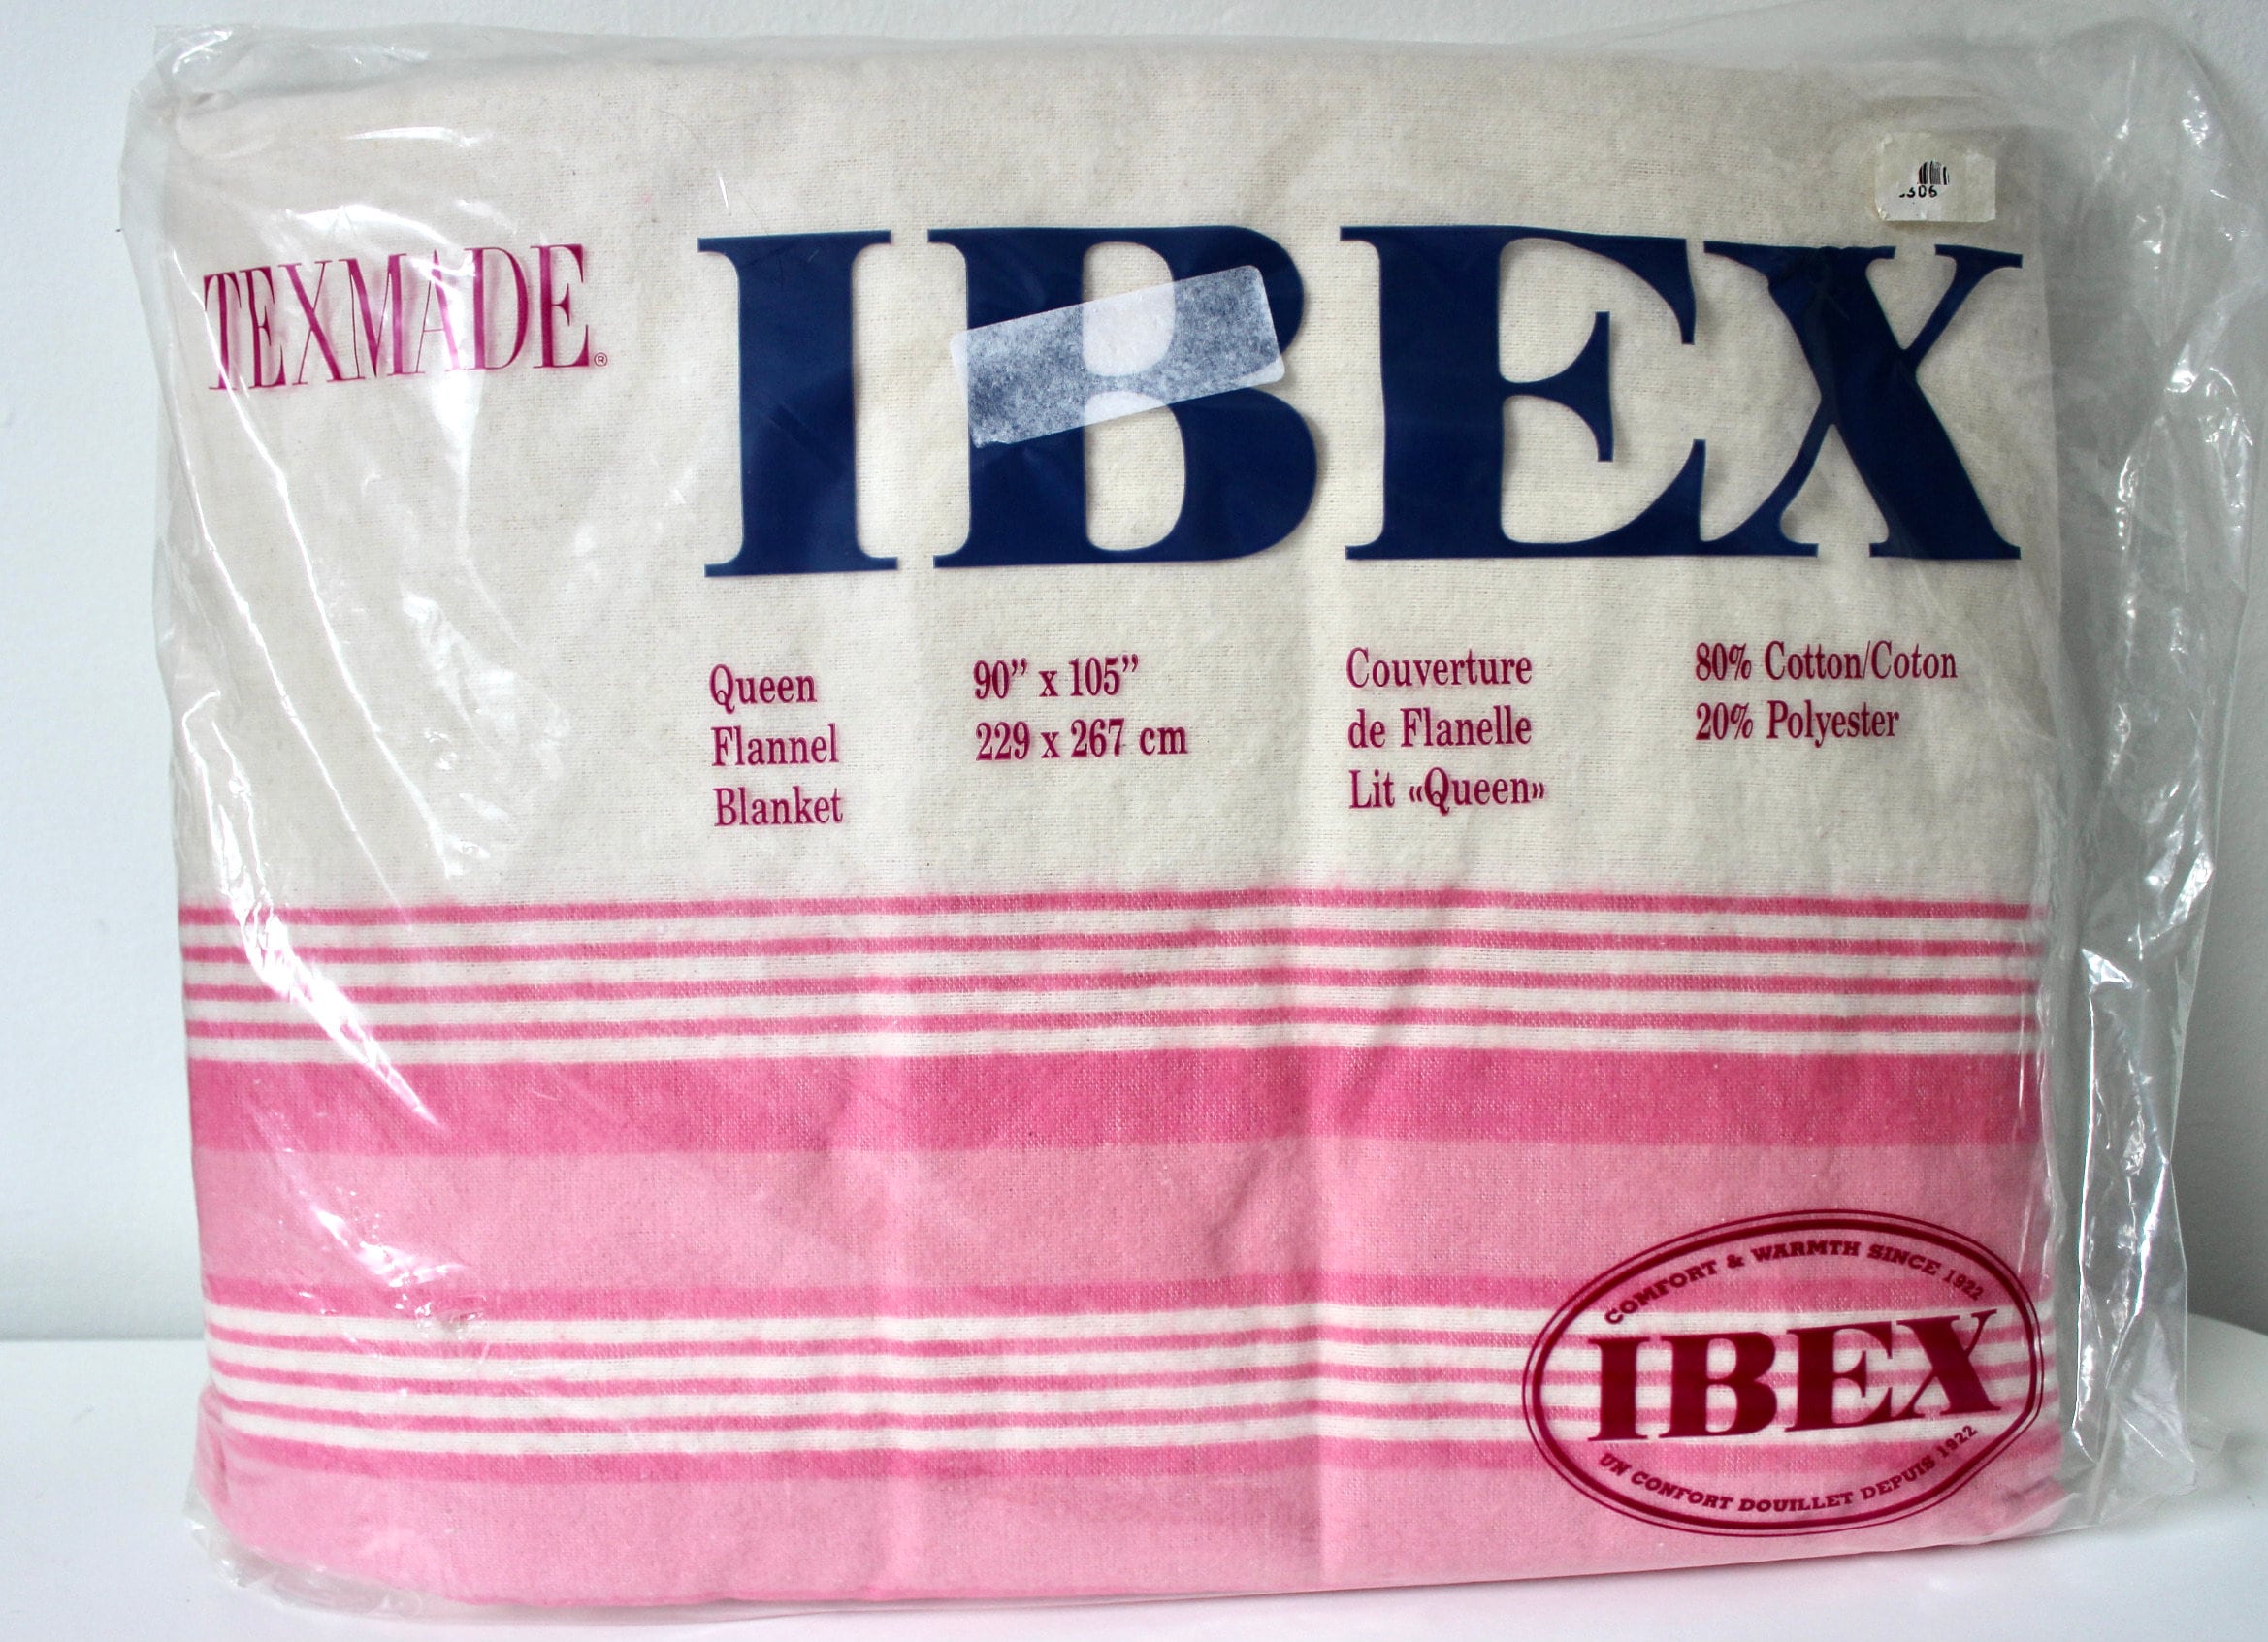 TEXMADE®
IBEX
Queen
Flannel
Blanket
90” x 105”
229 x 267 cm
Couverture
de Flanelle
Lit «Queen»
80% Cotton/Coton
20% Polyester
COMFORT & WARMTH SINCE 1922
IBEX
UN CONFORT DOUILLET DEPUIS 1922